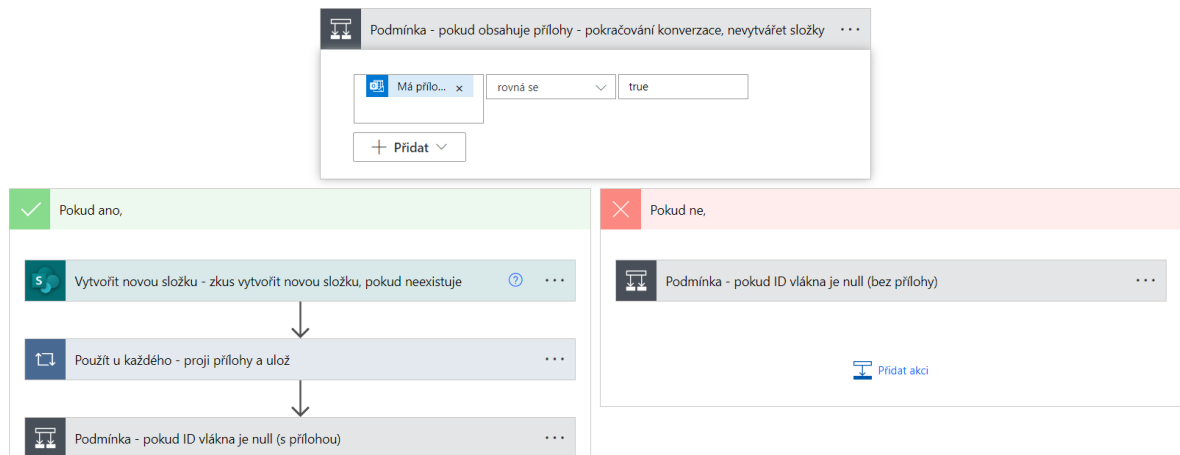 Podmínka - pokud obsahuje přílohy - pokračování konverzace, nevytvářet složky
Má přílo... x
rovná se
true
Přidat
Pokud ano,
Pokud ne,
Vytvořit novou složku - zkus vytvořit novou složku, pokud neexistuje
Podmínka - pokud ID vlákna je null (bez přílohy)
Použít u každého - proji přílohy a ulož
Přidat akci
Podmínka - pokud ID vlákna je null (s přílohou)